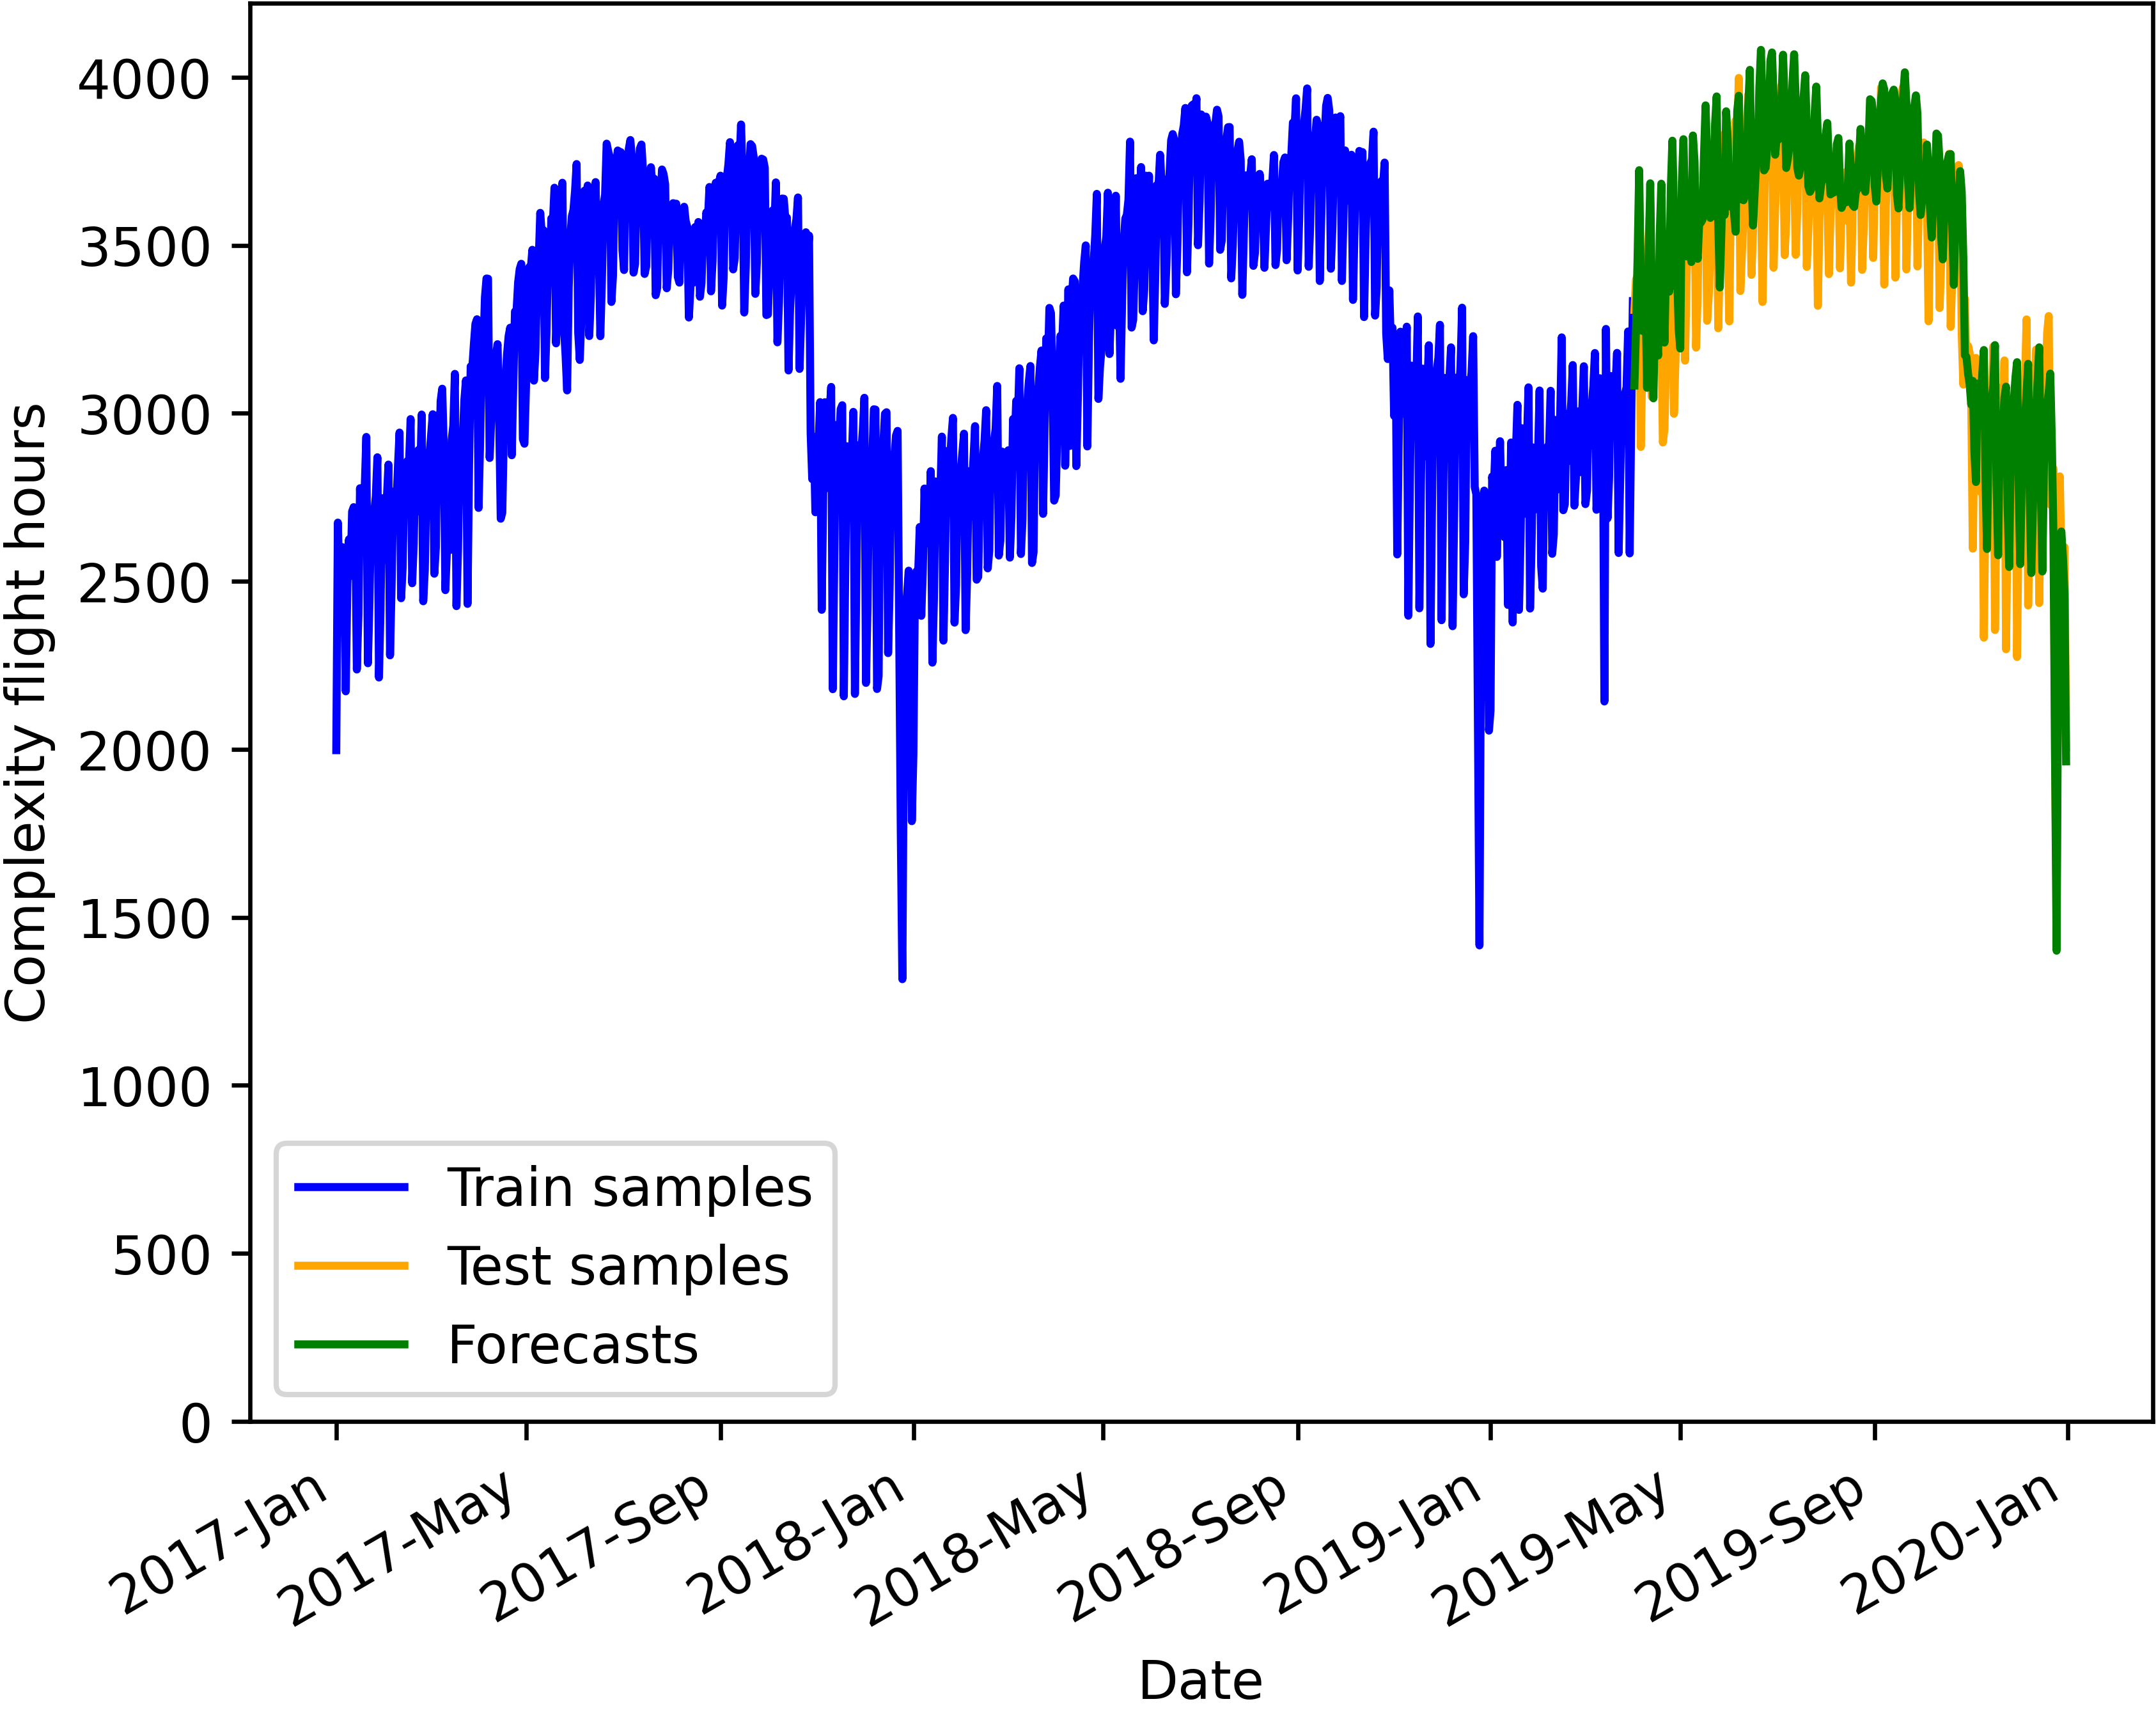 Complexity flight hours
4000
3500
3000
2500
2000
1500
1000
500
0
Train samples
Test samples
Forecasts
2017-Jan
2017-May
2017-Sep
2018-Jan
2018-May
2018-Sep
2019-Jan
2019-May
2019-Sep
2020-Jan
Date